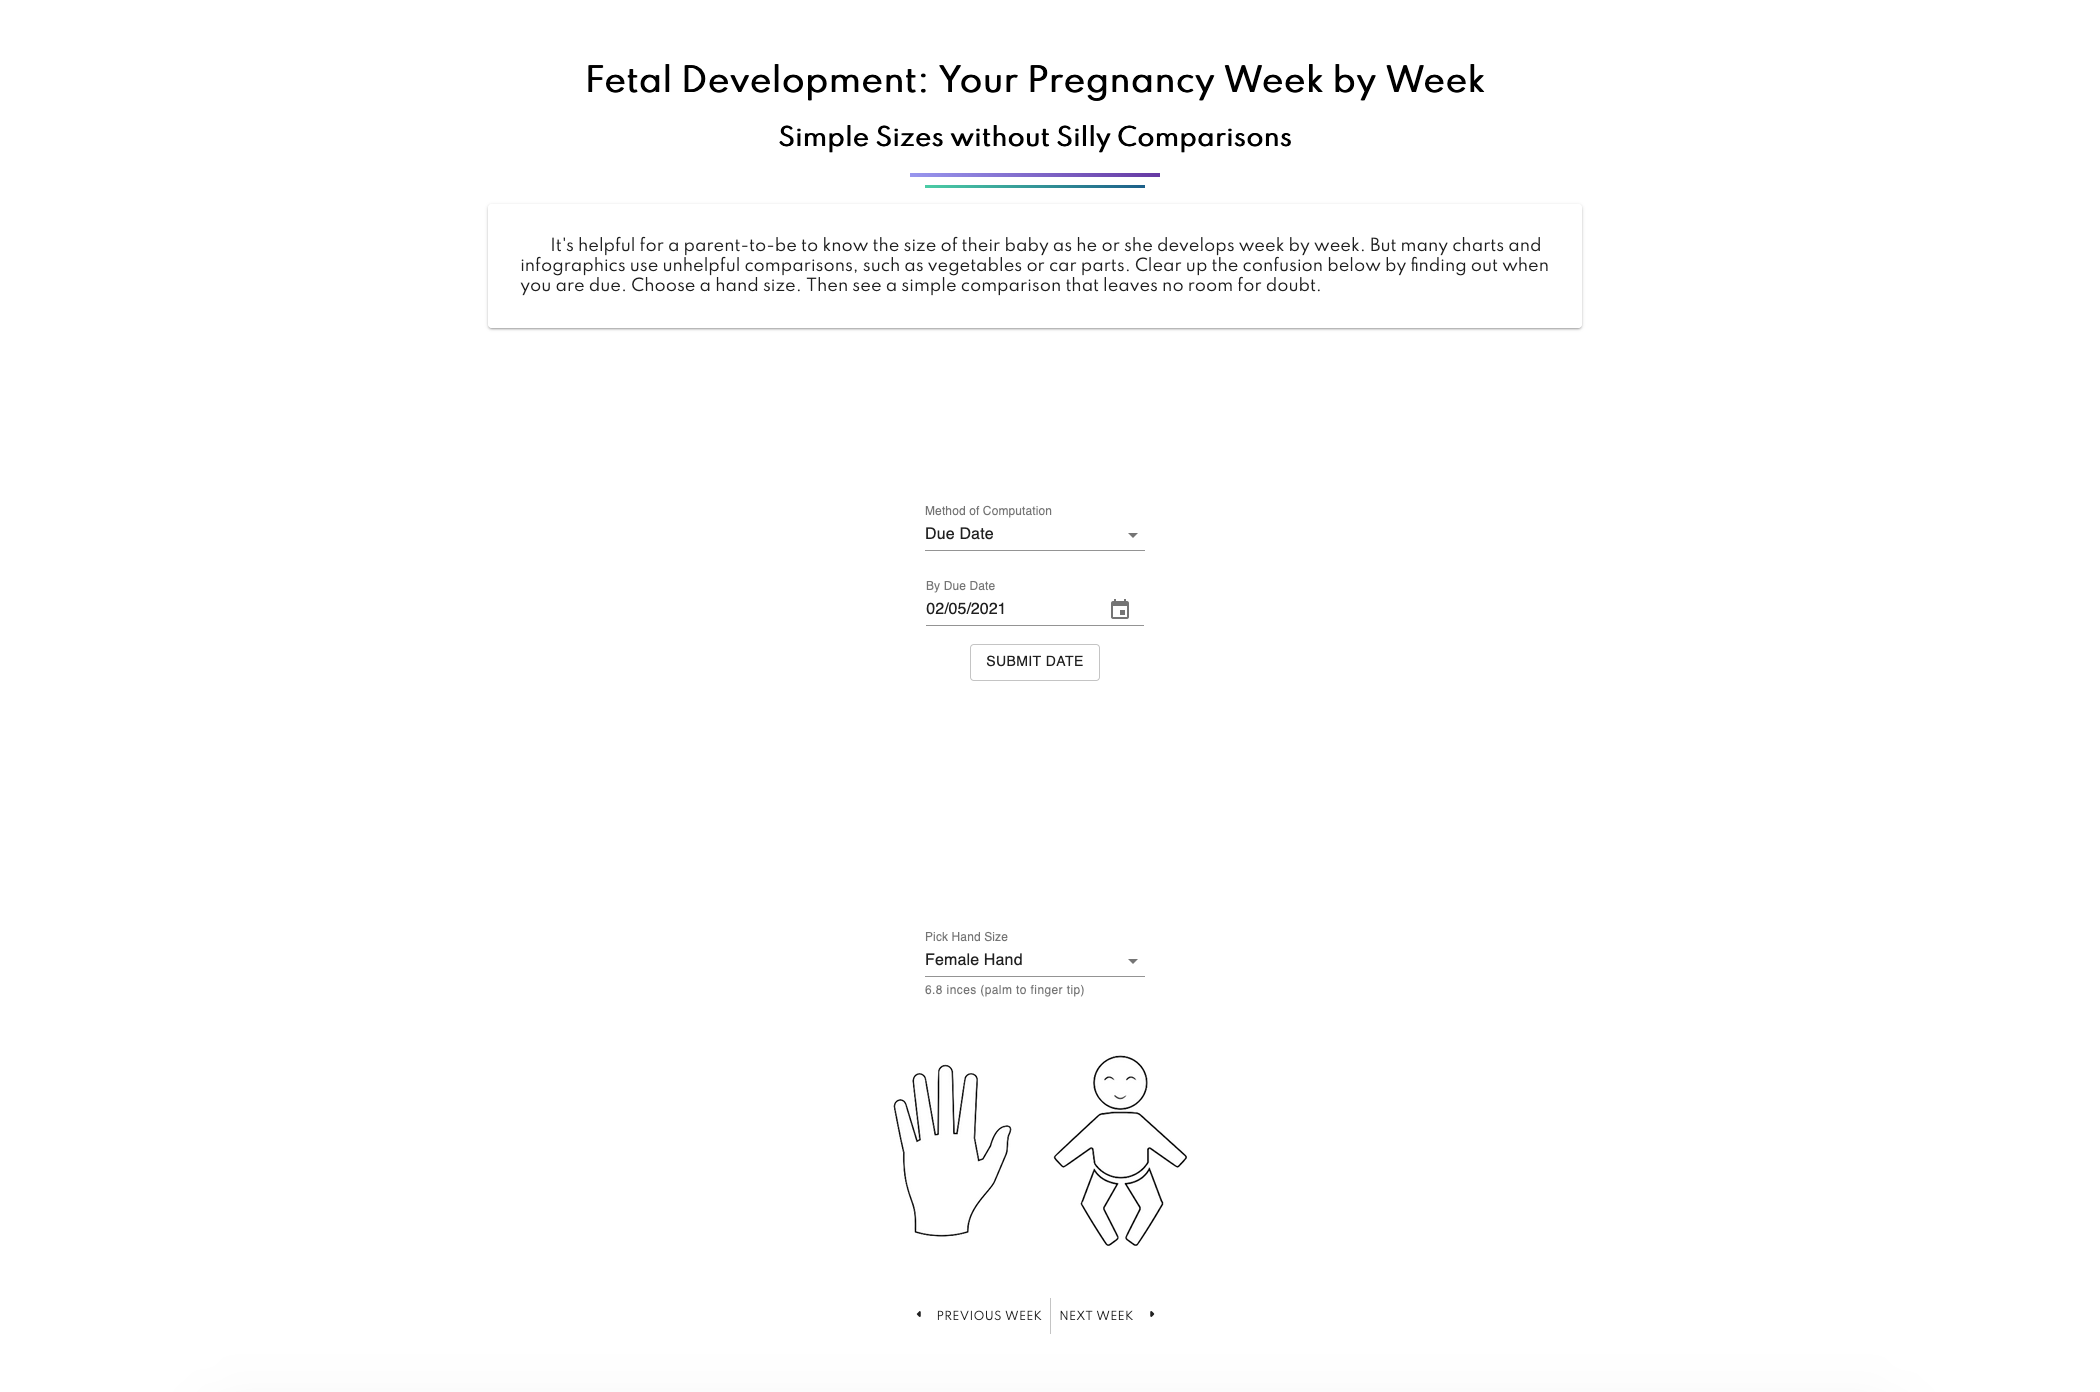 Fetal Development: Your Pregnancy Week by Week
Simple Sizes without Silly Comparisons
It's helpful for a parent-to-be to know the size of their baby as he or she develops week by week. But many charts and
infographics use unhelpful comparisons, such as vegetables or car parts. Clear up the confusion below by finding out when
you are due. Choose a hand size. Then see a simple comparison that leaves no room for doubt.
Method of Computation
Due Date
By Due Date
02/05/2021
SUBMIT DATE
Pick Hand Size
Female Hand
6.8 inces (palm to finger tip)
PREVIOUS WEEK
NEXT WEEK